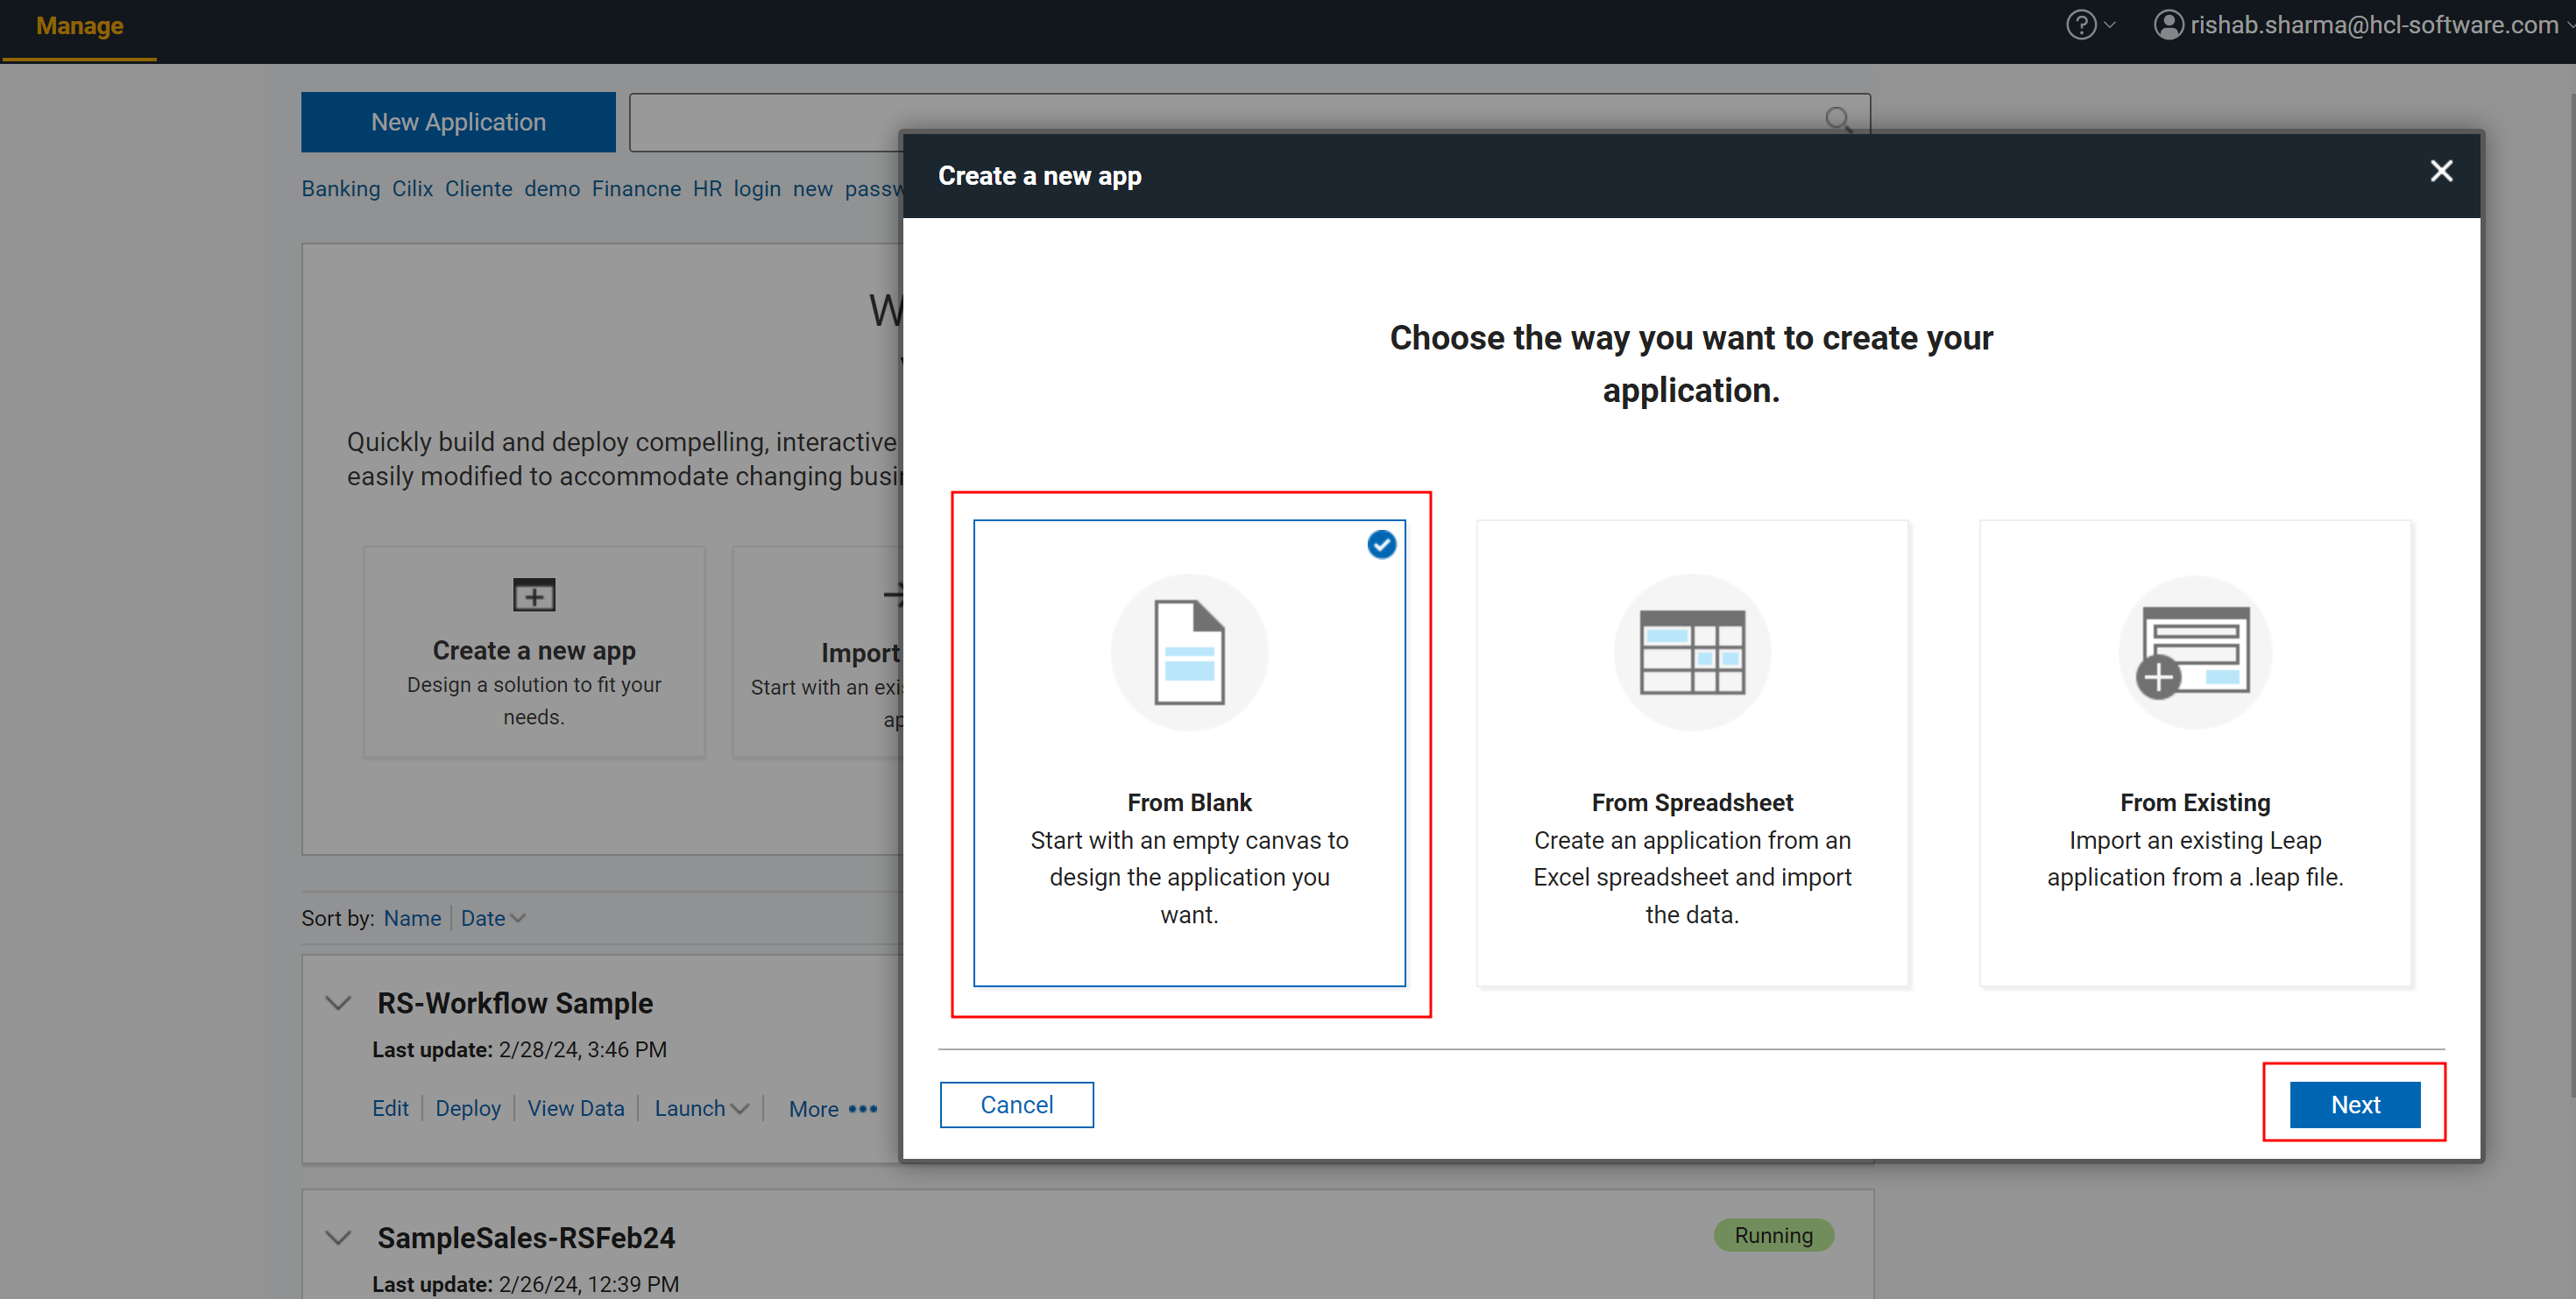 Manage
rishab.sharma@hcl-software.com
New Application
Banking Cilix Cliente demo Financne HR login new
Create a new app
Choose the way you want to create your
application.
Quickly build and deploy compelling, interactive
easily modified to accommodate changing
Create a new app
Design a solution to fit your
needs.
Import
Start with an
From Blank
Start with an empty canvas to
design the application you
want.
From Spreadsheet
Create an application from an
Excel spreadsheet and import
the data.
From Existing
Import an existing Leap
application from a .leap file.
Cancel
Next
Sort by: Name Date
RS-Workflow Sample
Last update: 2/28/24, 3:46 PM
Edit Deploy View Data Launch More
SampleSales-RSFeb24
Running
Last update: 2/26/24, 12:39 PM